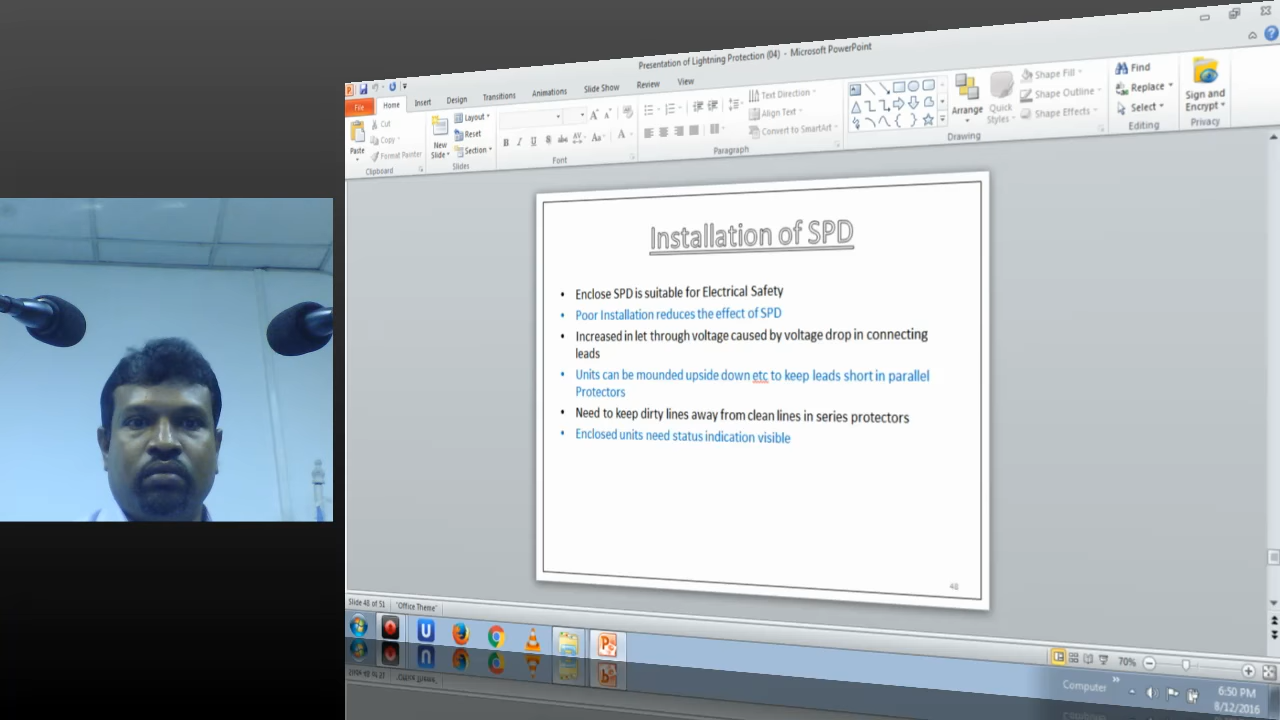 Presentation of Lightning Protection (04) - Microsoft PowerPoint
File Home Insert Design Transitions Animations Slide Show Review View
Paste
Cut
Copy
Format Painter
Clipboard
New Slide
Layout
Reset
Section
Slides
Font
Text Direction
Align Text
Convert to SmartArt
Paragraph
Arrange
Quick Styles
Shape Fill
Shape Outline
Shape Effects
Drawing
Find
Replace
Select
Editing
Sign and Encrypt
Privacy
Installation of SPD
• Enclose SPD is suitable for Electrical Safety
• Poor Installation reduces the effect of SPD
• Increased in let through voltage caused by voltage drop in connecting
leads
• Units can be mounded upside down etc to keep leads short in parallel
Protectors
• Need to keep dirty lines away from clean lines in series protectors
• Enclosed units need status indication visible
48
Slide 48 of 51 "Office Theme"
70%
Computer
6:50 PM
8/12/2016